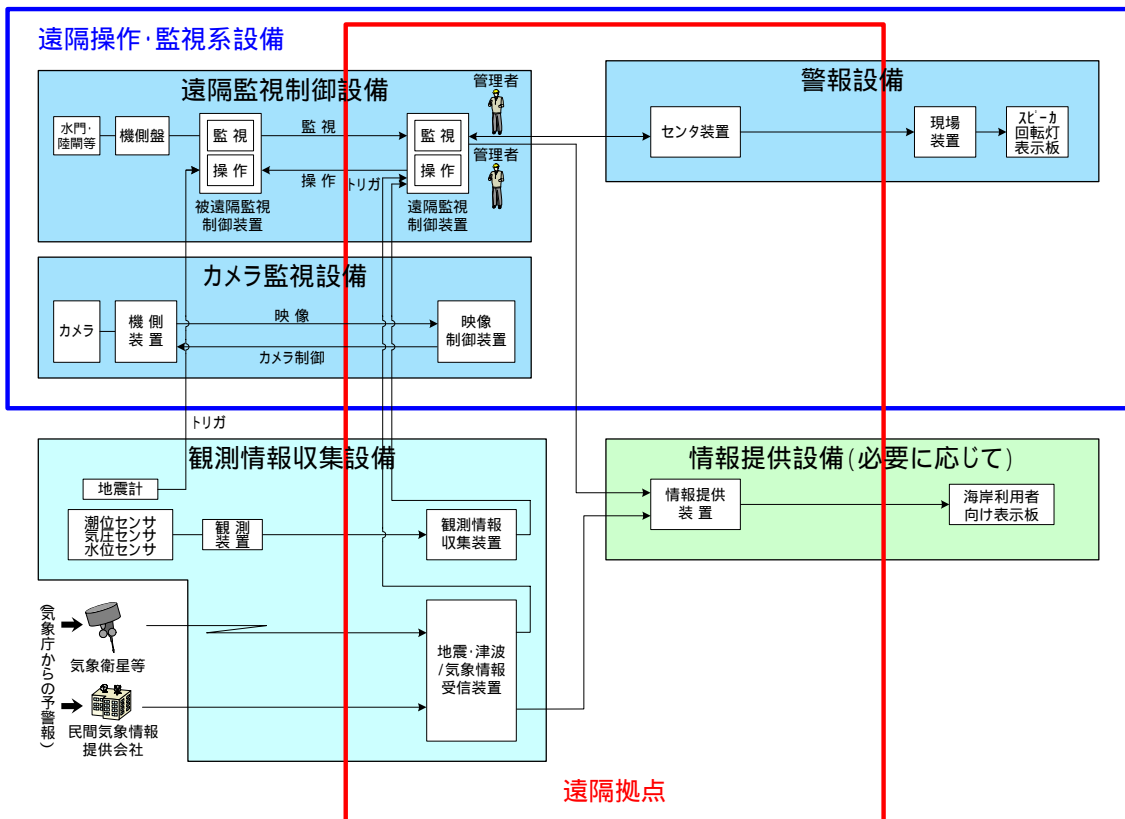 遠隔操作・監視系設備
遠隔監視制御設備
管理者
水門・
陸閘等
機側盤
監 視
操 作
被遠隔監視
制御装置
監 視
操 作
トリガ
監 視
操 作
遠隔監視
制御装置
管理者
警報設備
センタ装置
現場
装置
スピーカ
回転灯
表示板
カメラ監視設備
カメラ
機 側
装 置
映 像
カメラ制御
映像
制御装置
トリガ
観測情報収集設備
地震計
潮位センサ
気圧センサ
水位センサ
観 測
装 置
観測情報
収集装置
(気象庁からの予警報)
気象衛星等
民間気象情報
提供会社
地震・津波
/気象情報
受信装置
情報提供設備(必要に応じて)
情報提供
装 置
海岸利用者
向け表示板
遠隔拠点